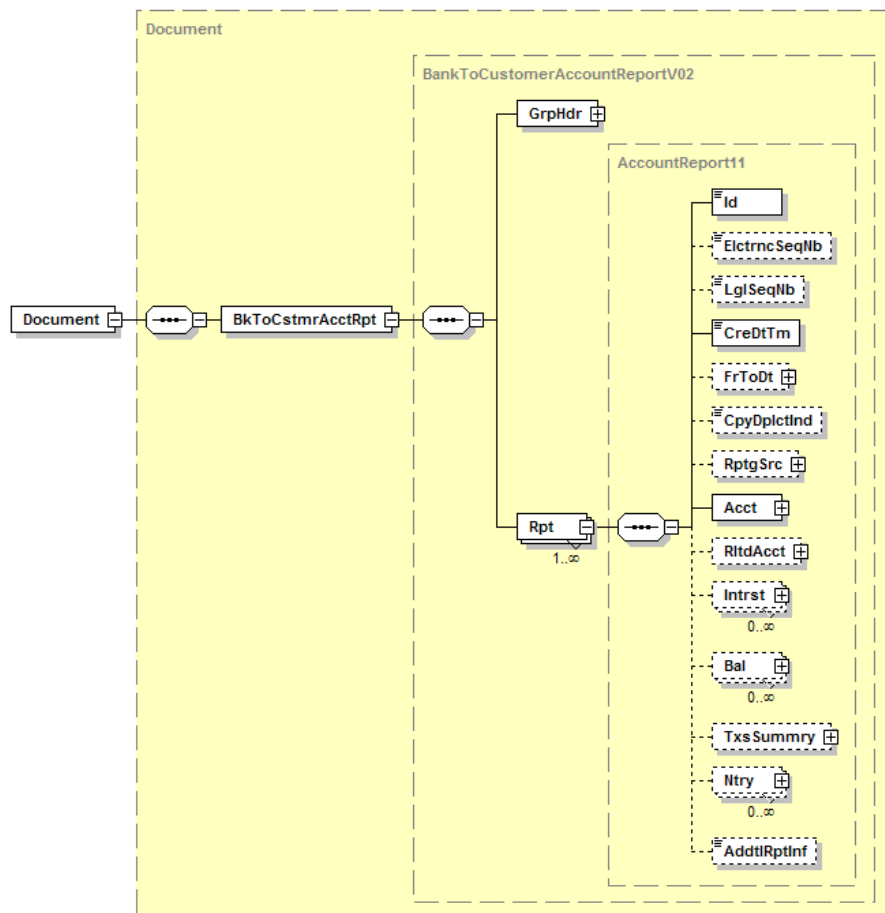 Document
BankToCustomerAccountReportV02
GrpHdr
AccountReport11
Id
ElctrncSeqNb
LglSeqNb
Document
BkToCstmrAcctRpt
CreDtTm
FrToDt
CpyDplctInd
RptgSrc
Acct
Rpt
1..∞
RltdAcct
Intrst
0..∞
Bal
0..∞
TxsSummry
Ntry
0..∞
AddtlRptInf